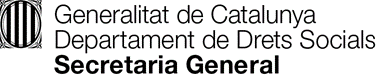 Generalitat de Catalunya
Departament de Drets Socials
Secretaria General